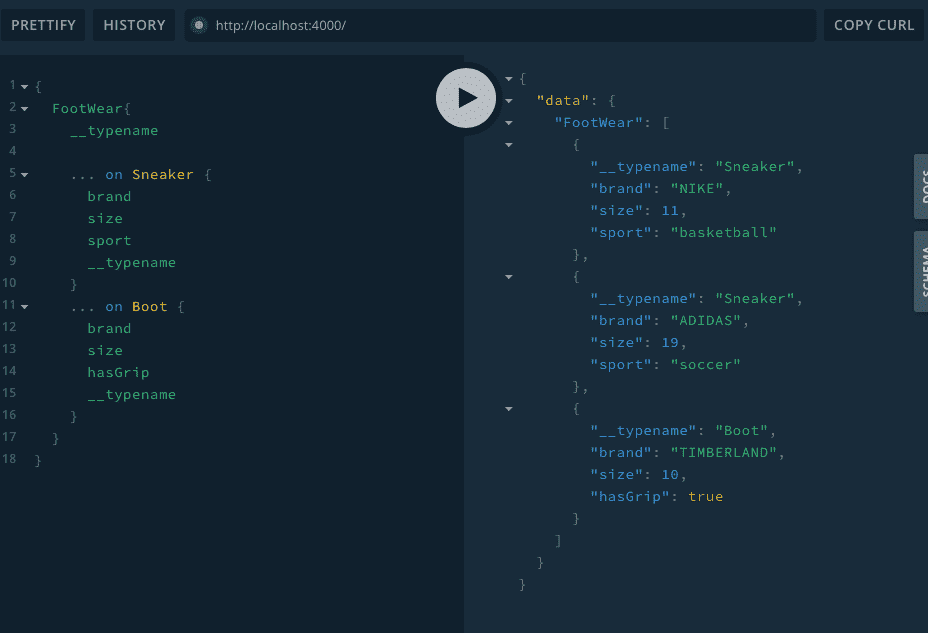 PRETTIFY HISTORY http://localhost:4000/ COPY CURL
1 {
2 FootWear{
3 __typename
4
5 ... on Sneaker {
6 brand
7 size
8 sport
9 __typename
10 }
11 ... on Boot {
12 brand
13 size
14 hasGrip
15 __typename
16 }
17 }
18 }
{
"data": {
"FootWear": [
{
"__typename": "Sneaker",
"brand": "NIKE",
"size": 11,
"sport": "basketball"
},
{
"__typename": "Sneaker",
"brand": "ADIDAS",
"size": 19,
"sport": "soccer"
},
{
"__typename": "Boot",
"brand": "TIMBERLAND",
"size": 10,
"hasGrip": true
}
]
}
}
DOCS
SCHEMA